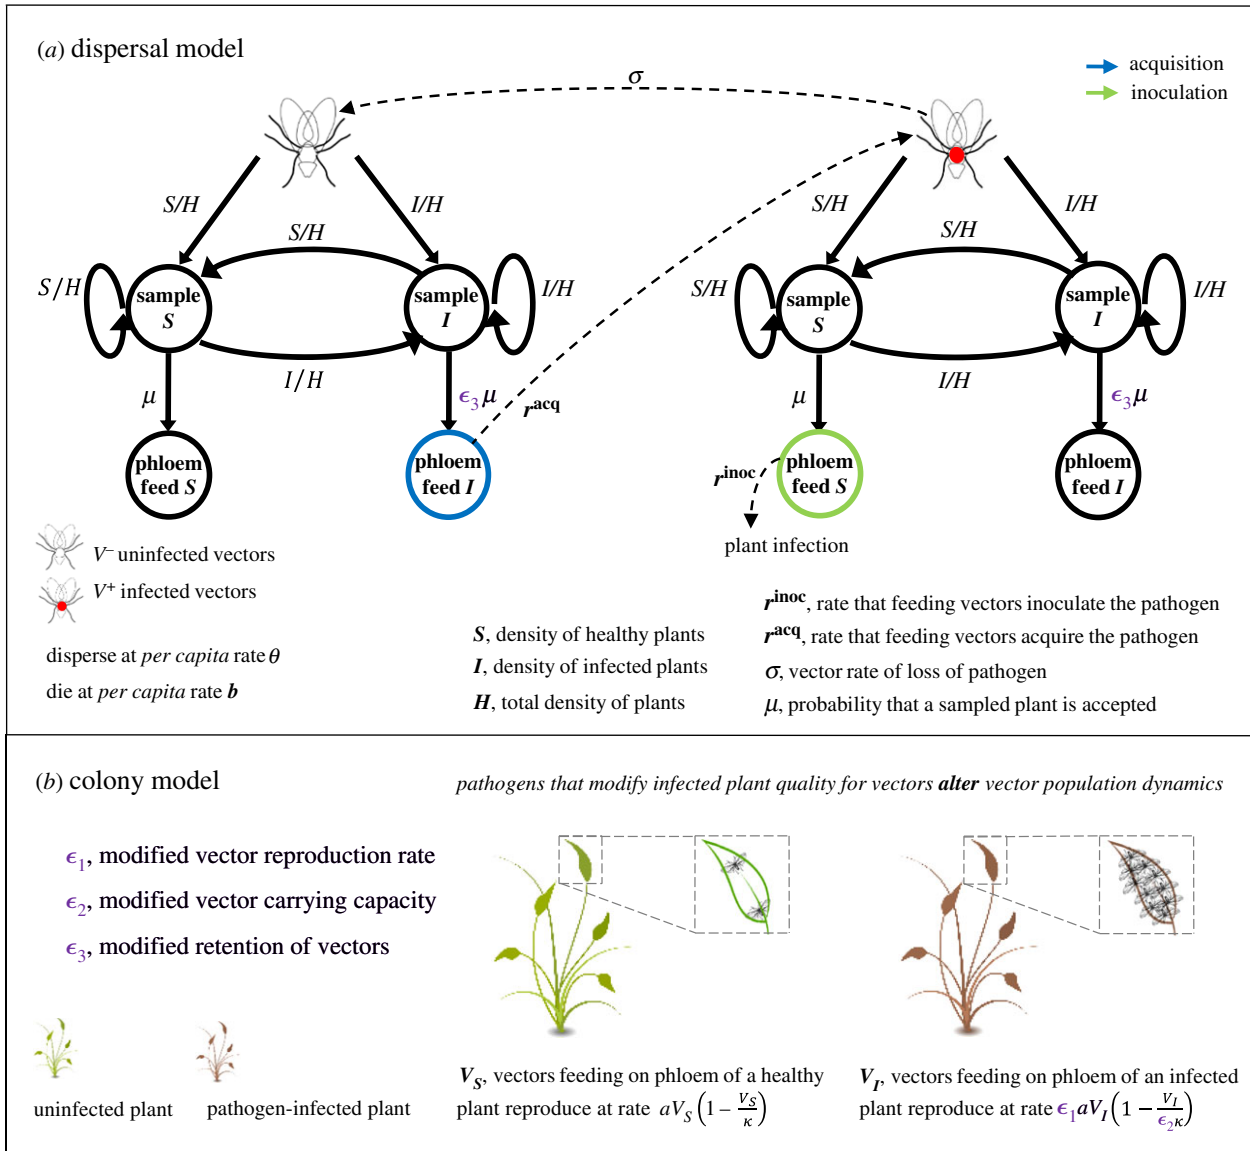 (a) dispersal model
acquisition
inoculation
σ
S/H
I/H
S/H
S/H
I/H
sample
S
sample
I
I/H
μ
ϵ3μ
r^acq
phloem
feed S
phloem
feed I
S/H
I/H
S/H
S/H
I/H
sample
S
sample
I
I/H
μ
ϵ3μ
r^inoc
phloem
feed S
phloem
feed I
plant infection
V⁻ uninfected vectors
V⁺ infected vectors
disperse at per capita rate θ
die at per capita rate b
S, density of healthy plants
I, density of infected plants
H, total density of plants
r^inoc, rate that feeding vectors inoculate the pathogen
r^acq, rate that feeding vectors acquire the pathogen
σ, vector rate of loss of pathogen
μ, probability that a sampled plant is accepted
(b) colony model
pathogens that modify infected plant quality for vectors alter vector population dynamics
ϵ1, modified vector reproduction rate
ϵ2, modified vector carrying capacity
ϵ3, modified retention of vectors
uninfected plant
pathogen-infected plant
V_S, vectors feeding on phloem of a healthy
plant reproduce at rate aV_S(1 − V_S/κ)
V_I, vectors feeding on phloem of an infected
plant reproduce at rate ϵ1aV_I(1 − V_I/ϵ2κ)